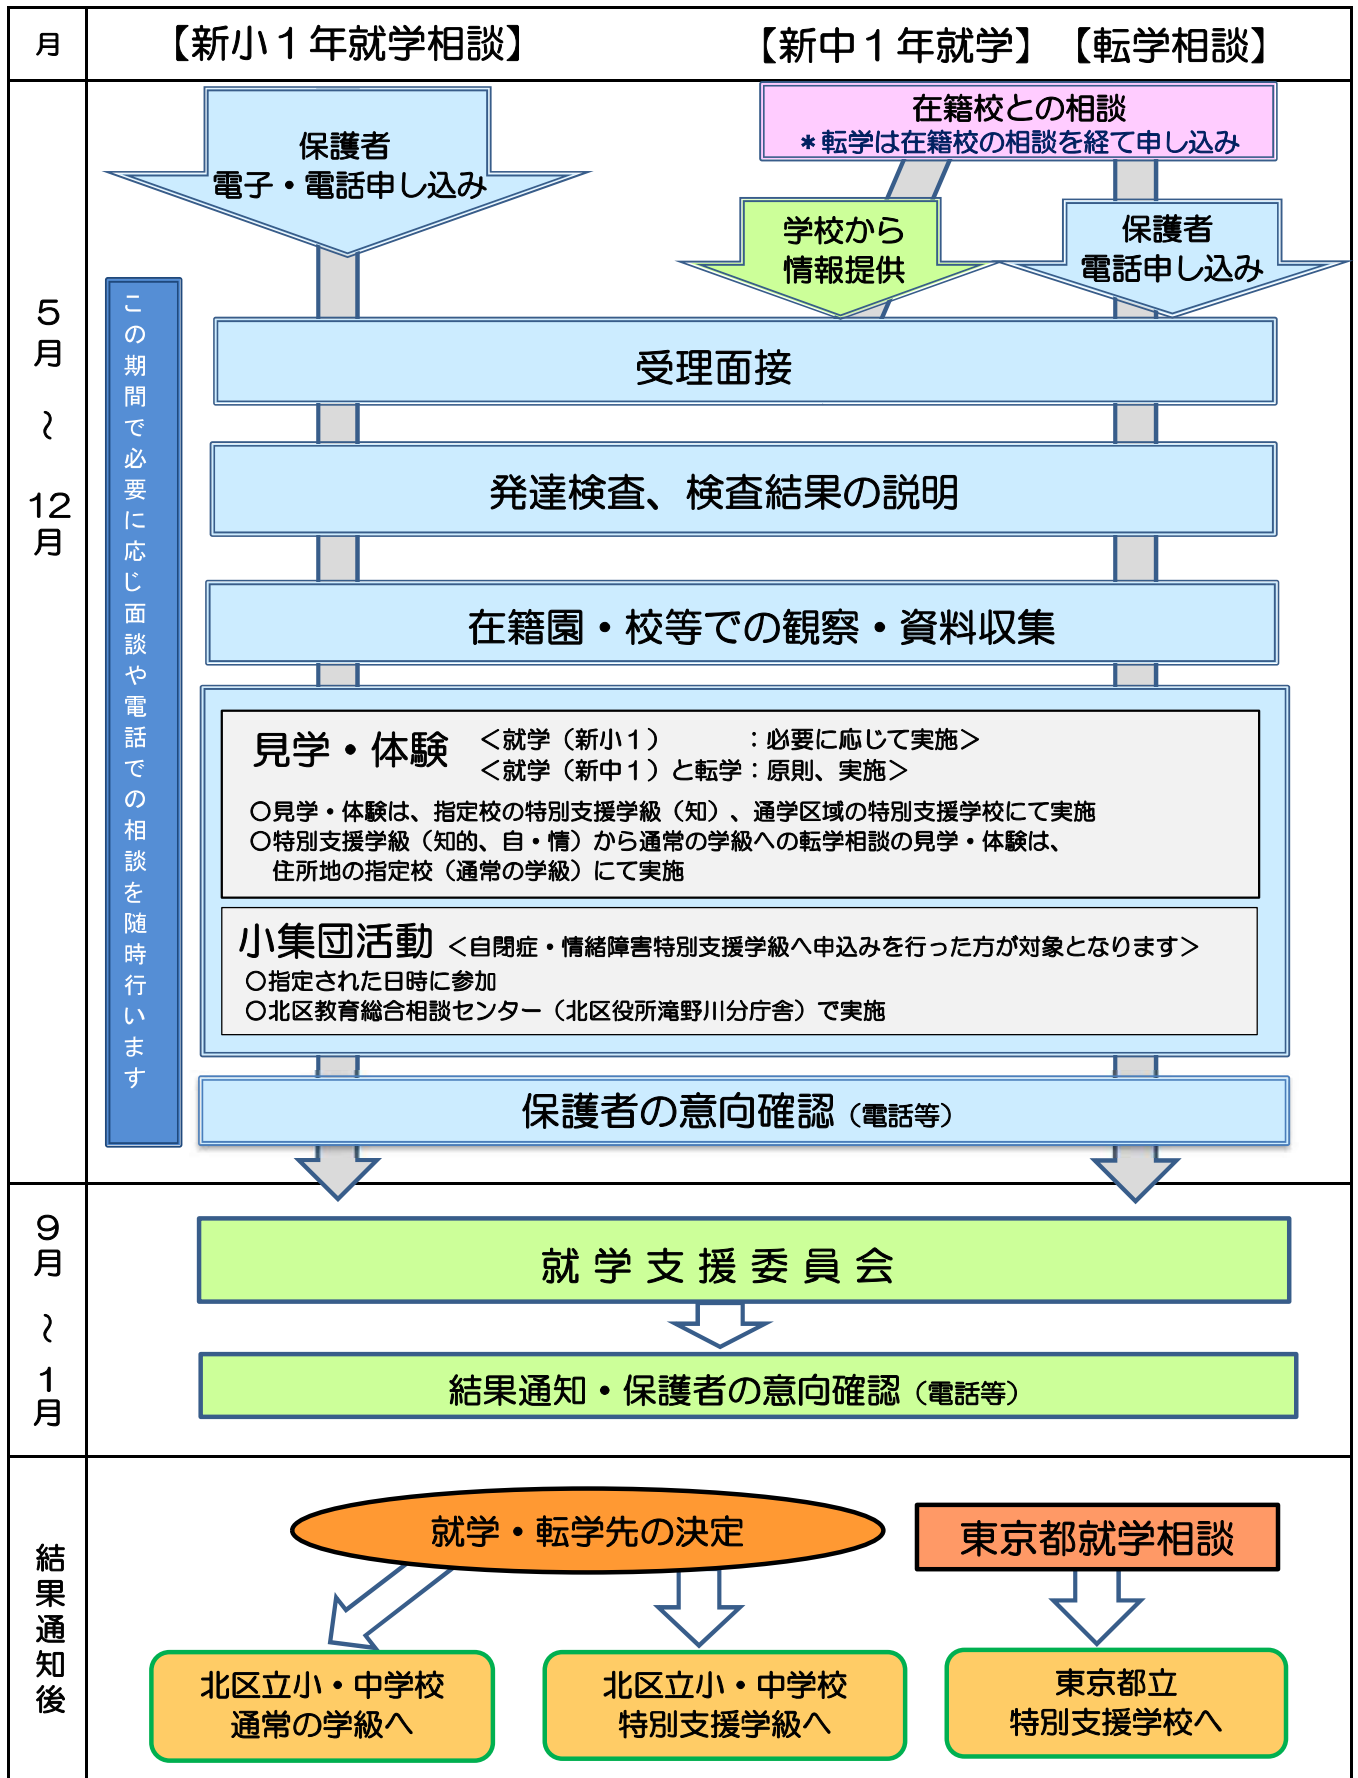 月
【新小１年就学相談】
【新中１年就学】【転学相談】
在籍校との相談
＊転学は在籍校の相談を経て申し込み
保護者
電子・電話申し込み
学校から
情報提供
保護者
電話申し込み
5
月
～
12
月
この期間で必要に応じ面談や電話での相談を随時行います
受理面接
発達検査、検査結果の説明
在籍園・校等での観察・資料収集
見学・体験
＜就学（新小１）　　　：必要に応じて実施＞
＜就学（新中１）と転学：原則、実施＞
〇見学・体験は、指定校の特別支援学級（知）、通学区域の特別支援学校にて実施
〇特別支援学級（知的、自・情）から通常の学級への転学相談の見学・体験は、
住所地の指定校（通常の学級）にて実施
小集団活動＜自閉症・情緒障害特別支援学級へ申込みを行った方が対象となります＞
〇指定された日時に参加
〇北区教育総合相談センター（北区役所滝野川分庁舎）で実施
保護者の意向確認（電話等）
9
月
～
1
月
就学支援委員会
結果通知・保護者の意向確認（電話等）
結果通知後
就学・転学先の決定
東京都就学相談
北区立小・中学校
通常の学級へ
北区立小・中学校
特別支援学級へ
東京都立
特別支援学校へ